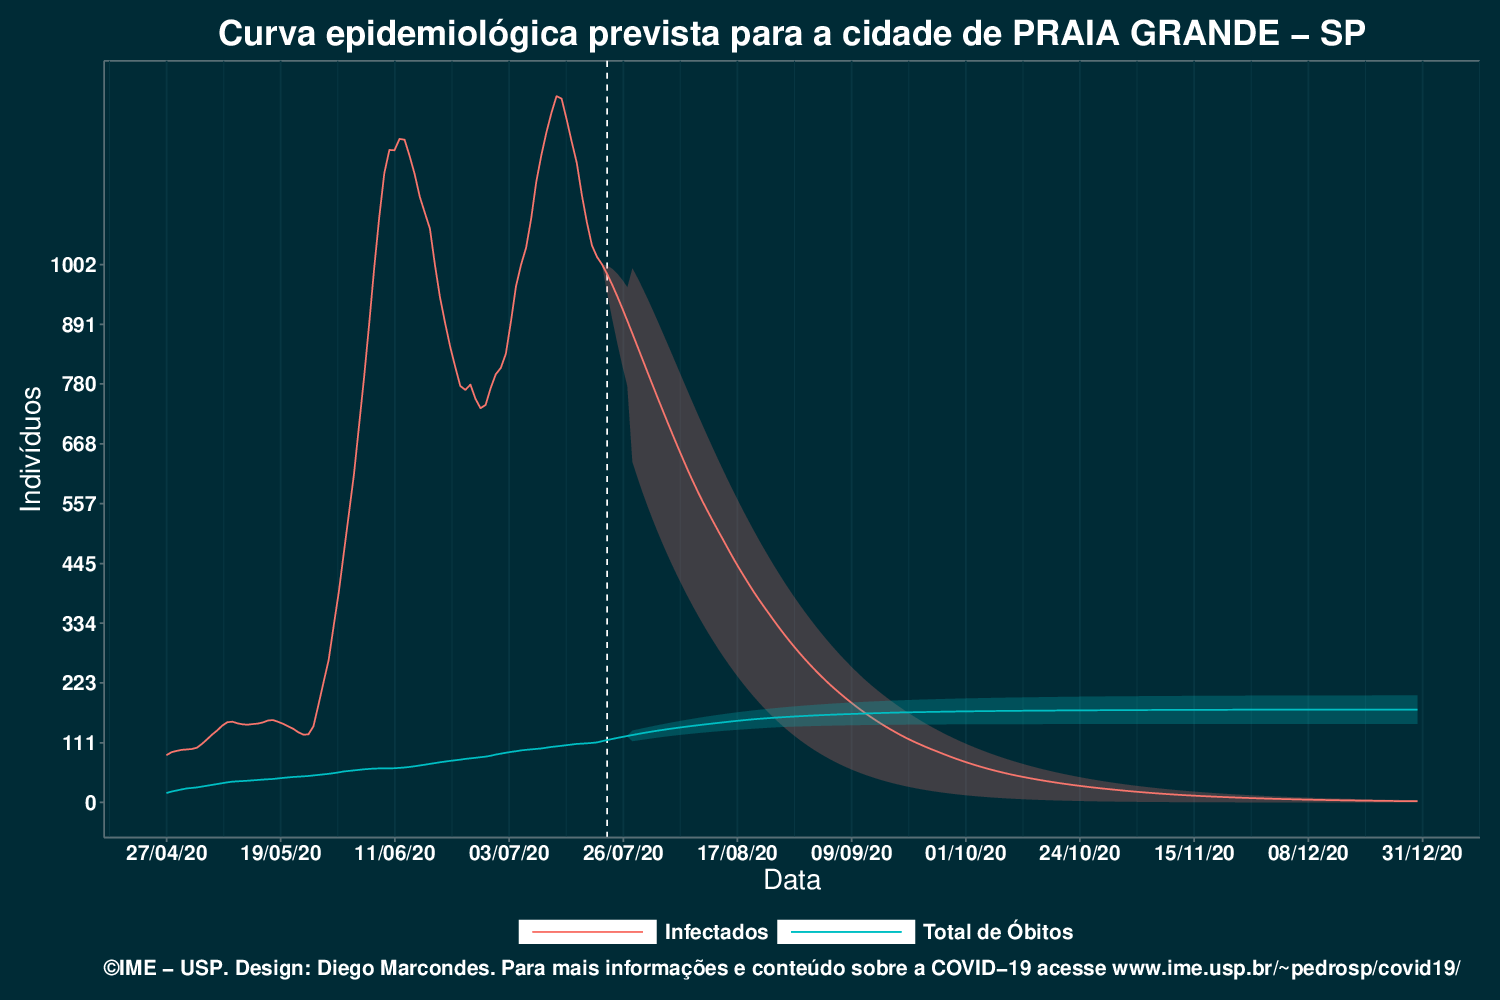 Curva epidemiológica prevista para a cidade de PRAIA GRANDE – SP
Indivíduos
1002
891
780
668
557
445
334
223
111
0
27/04/20 19/05/20 11/06/20 03/07/20 26/07/20 17/08/20 09/09/20 01/10/20 24/10/20 15/11/20 08/12/20 31/12/20
Data
Infectados Total de Óbitos
©IME – USP. Design: Diego Marcondes. Para mais informações e conteúdo sobre a COVID–19 acesse www.ime.usp.br/~pedrosp/covid19/